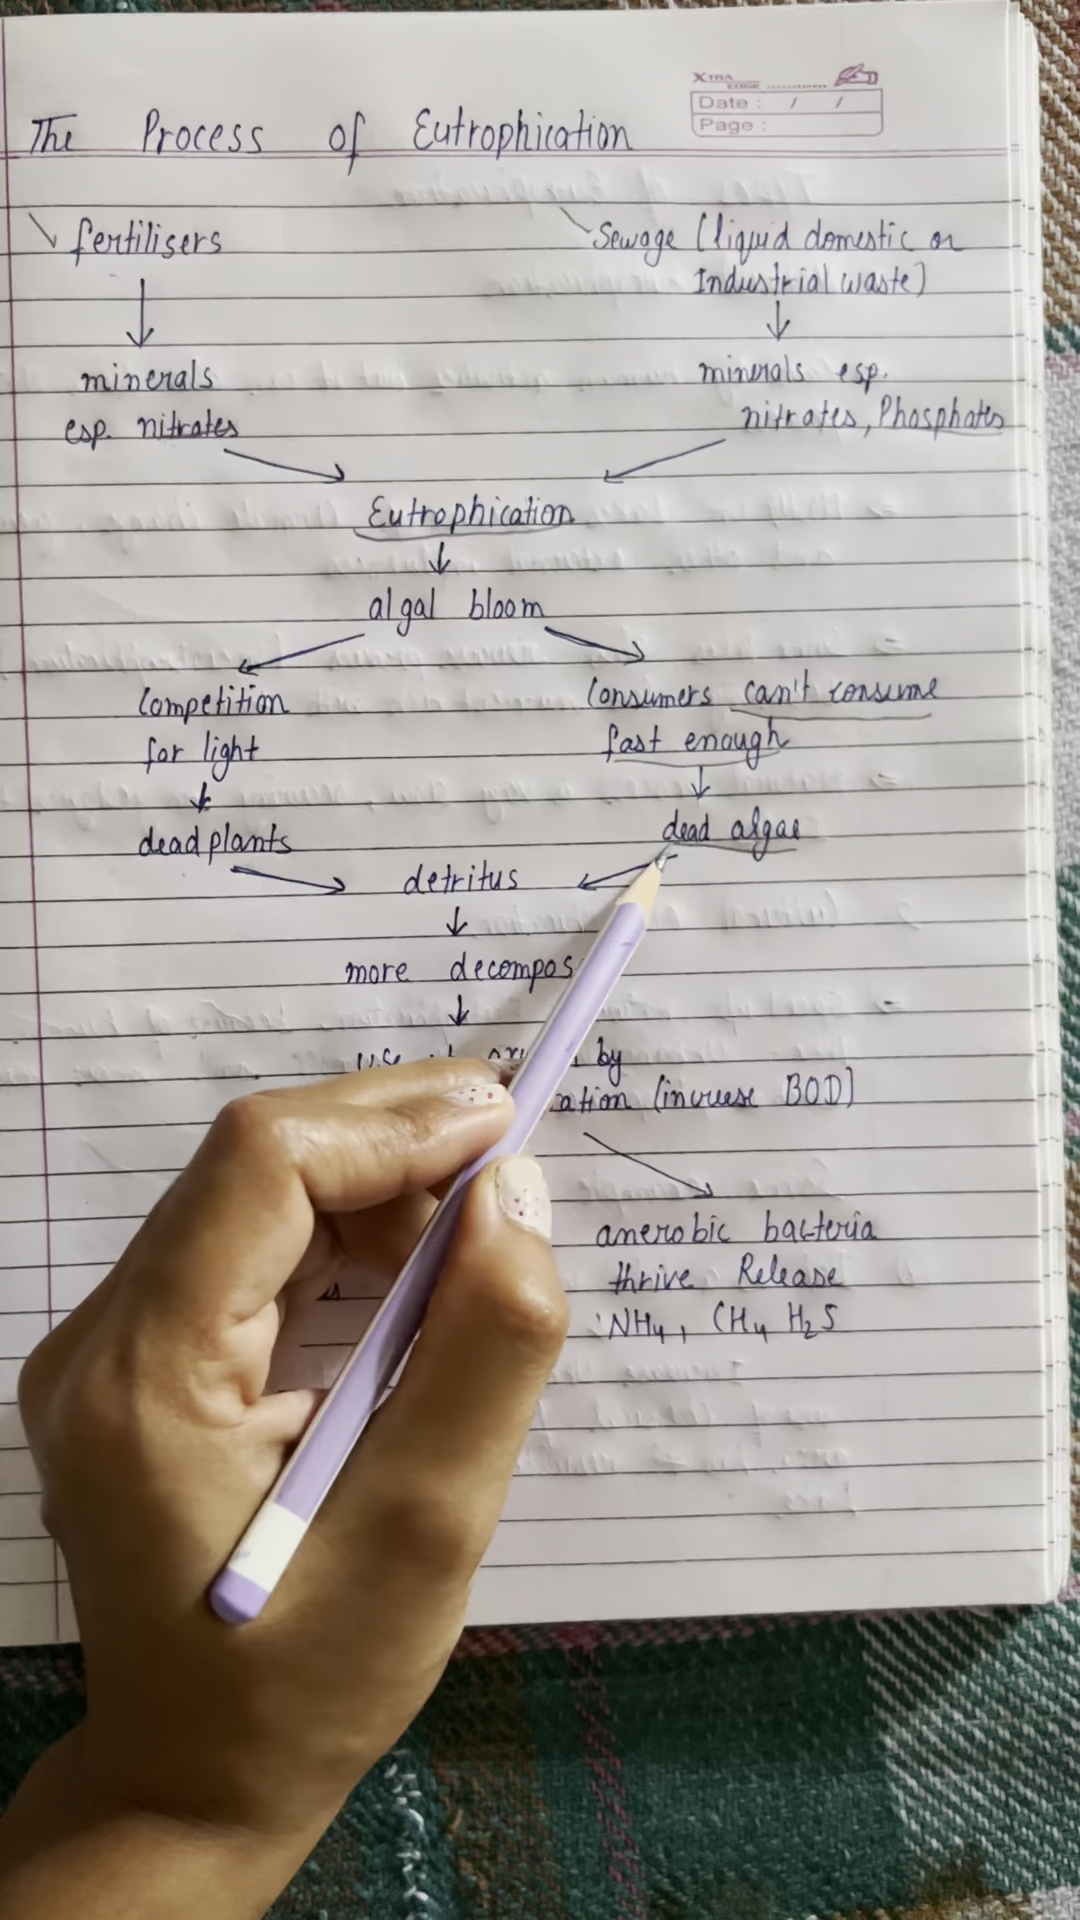 XTRA
Date : / /
Page :
The Process of Eutrophication
fertilisers
Sewage (liquid domestic or
Industrial waste)
minerals
esp. nitrates
minerals esp.
nitrates, Phosphates
Eutrophication
algal bloom
Competition
for light
dead plants
Consumers can't consume
fast enough
dead algae
detritus
more decompos
use by
ation (increase BOD)
anerobic bacteria
thrive Release
NH4, CH4 H2S